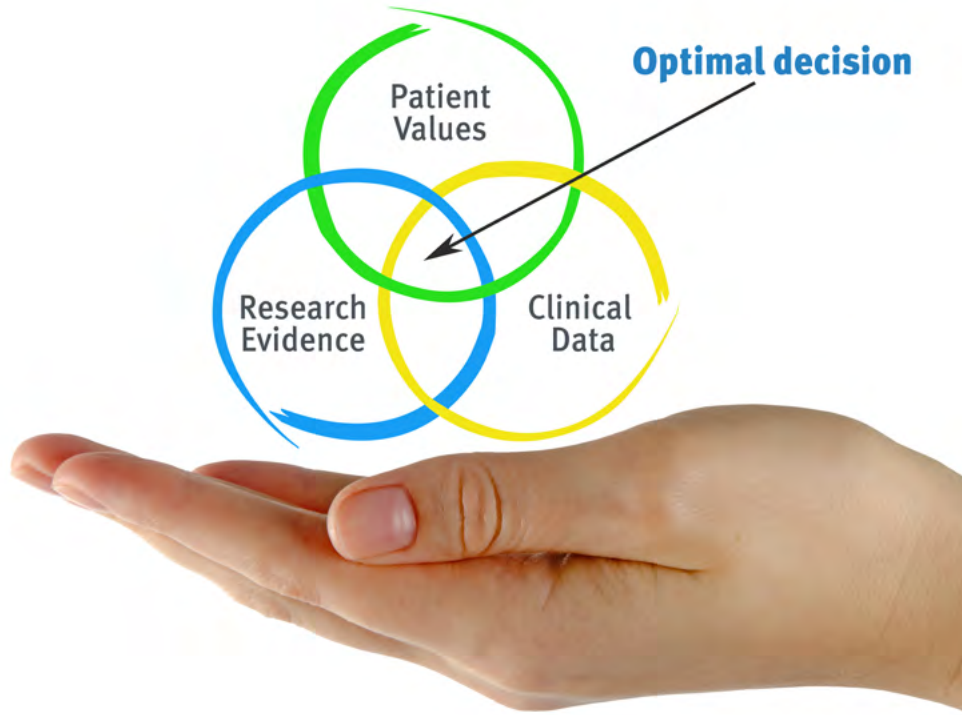 Optimal decision
Patient
Values
Research
Evidence
Clinical
Data